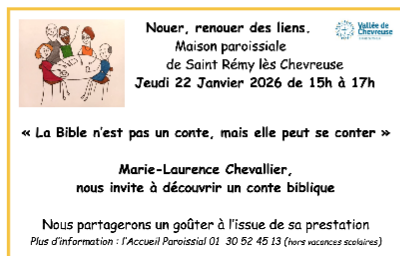 Nouer, renouer des liens.
Vallée de
Chevreuse
Maison paroissiale
de Saint Rémy lès Chevreuse
Jeudi 22 Janvier 2026 de 15h à 17h
« La Bible n'est pas un conte, mais elle peut se conter »
Marie-Laurence Chevallier,
nous invite à découvrir un conte biblique
Nous partagerons un goûter à l'issue de sa prestation
Plus d'information : l'Accueil Paroissial 01 30 52 45 13 (hors vacances scolaires)